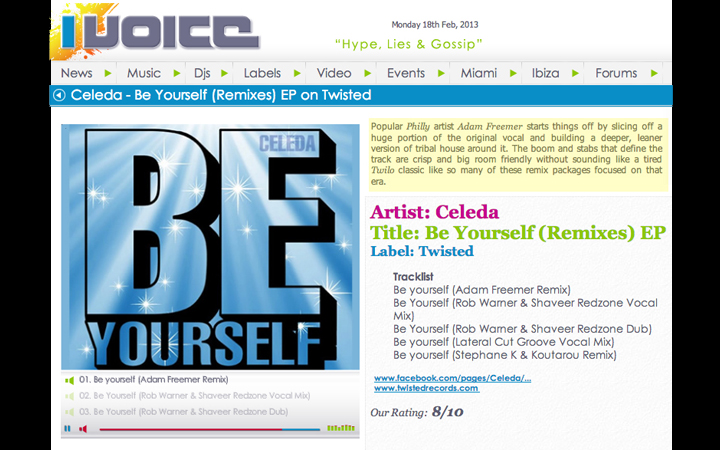 iVOICE
Monday 18th Feb, 2013
“Hype, Lies & Gossip”
News Music Djs Labels Video Events Miami Ibiza Forums
Celeda - Be Yourself (Remixes) EP on Twisted
CELEDA
BE
YOURSELF
01. Be yourself (Adam Freemer Remix)
02. Be Yourself (Rob Warner & Shaveer Redzone Vocal Mix)
03. Be Yourself (Rob Warner & Shaveer Redzone Dub)
Popular Philly artist Adam Freemer starts things off by slicing off a
huge portion of the original vocal and building a deeper, leaner
version of tribal house around it. The boom and stabs that define the
track are crisp and big room friendly without sounding like a tired
Twilo classic like so many of these remix packages focused on that
era.
Artist: Celeda
Title: Be Yourself (Remixes) EP
Label: Twisted
Tracklist
Be yourself (Adam Freemer Remix)
Be Yourself (Rob Warner & Shaveer Redzone Vocal
Mix)
Be Yourself (Rob Warner & Shaveer Redzone Dub)
Be yourself (Lateral Cut Groove Vocal Mix)
Be yourself (Stephane K & Koutarou Remix)
www.facebook.com/pages/Celeda/...
www.twistedrecords.com
Our Rating: 8/10